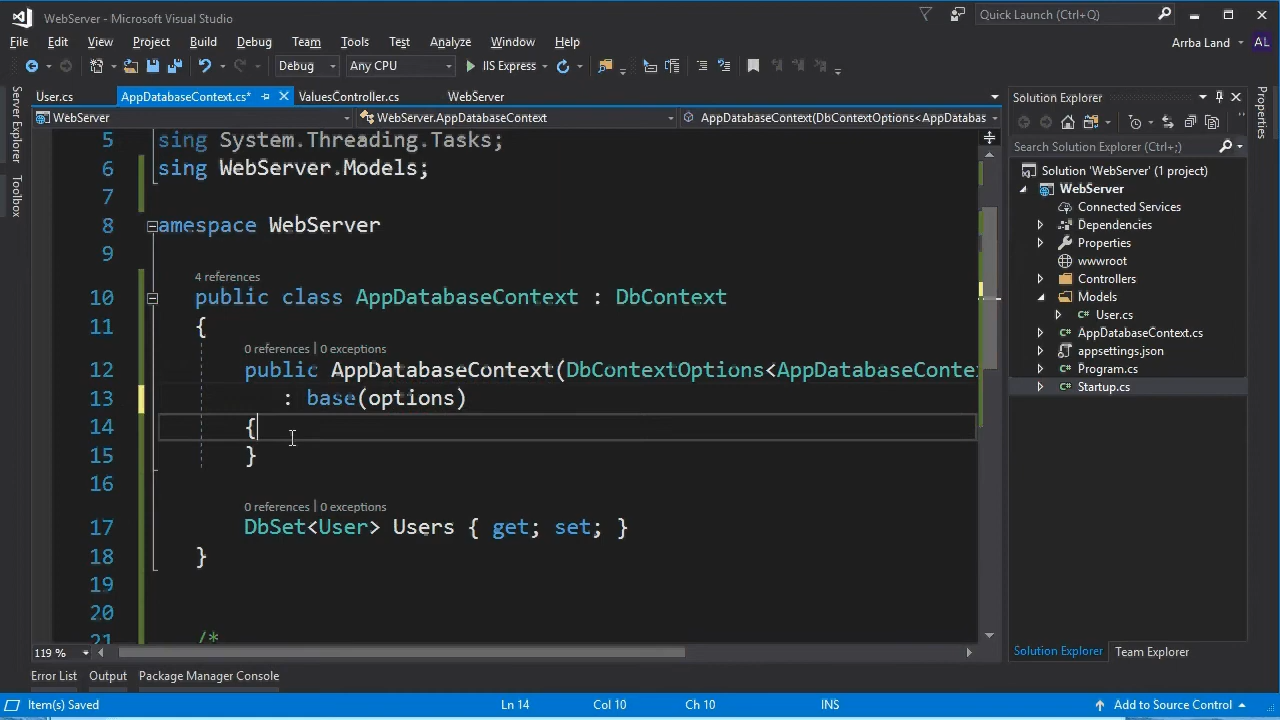 WebServer - Microsoft Visual Studio
Quick Launch (Ctrl+Q)
File Edit View Project Build Debug Team Tools Test Analyze Window Help
Arrba Land AL
Debug Any CPU IIS Express
User.cs AppDatabaseContext.cs* ValuesController.cs WebServer
WebServer WebServer.AppDatabaseContext AppDatabaseContext(DbContextOptions<AppDatabas
Server Explorer
Toolbox
5 sing System.Threading.Tasks;
6 sing WebServer.Models;
7
8 amespace WebServer
9
4 references
10 public class AppDatabaseContext : DbContext
11 {
0 references | 0 exceptions
12 public AppDatabaseContext(DbContextOptions<AppDatabaseConte
13 : base(options)
14 {
15 }
16
0 references | 0 exceptions
17 DbSet<User> Users { get; set; }
18 }
19
20
21 /*
119 %
Solution Explorer
Search Solution Explorer (Ctrl+;)
Solution 'WebServer' (1 project)
WebServer
Connected Services
Dependencies
Properties
wwwroot
Controllers
Models
User.cs
AppDatabaseContext.cs
appsettings.json
Program.cs
Startup.cs
Solution Explorer Team Explorer
Properties
Error List Output Package Manager Console
Item(s) Saved Ln 14 Col 10 Ch 10 INS Add to Source Control